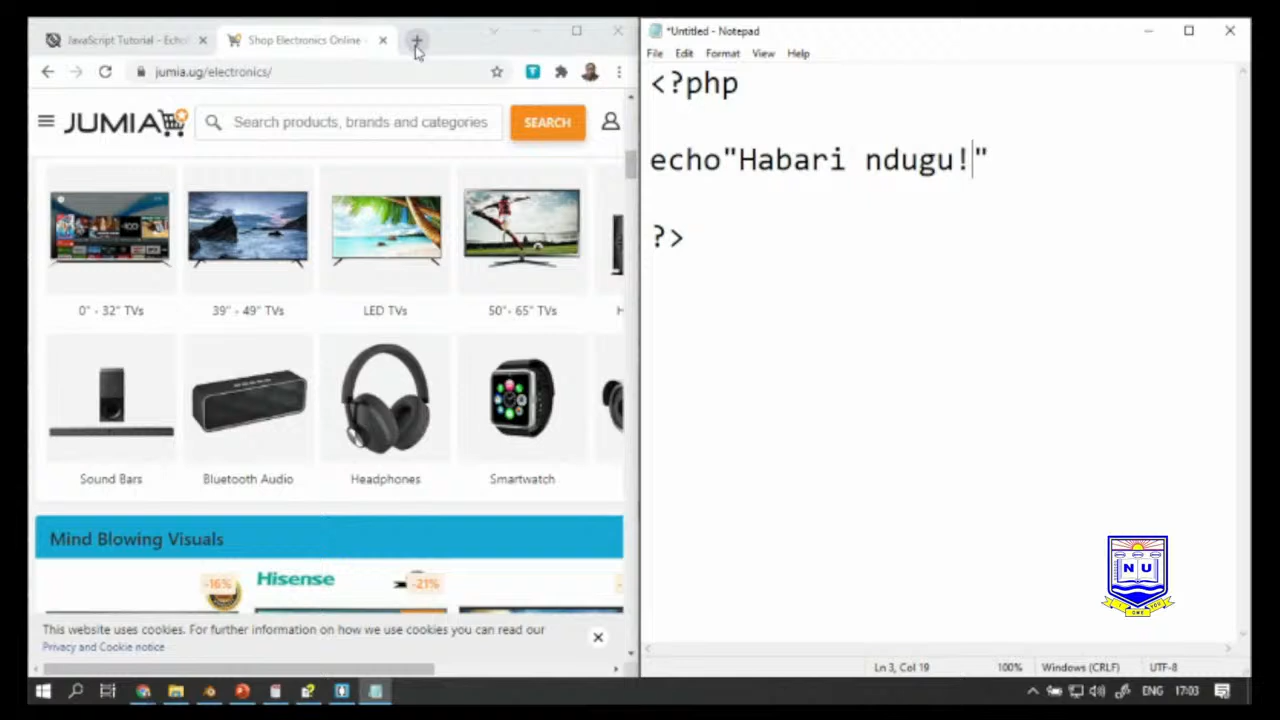 JavaScript Tutorial - Echo
Shop Electronics Online -
jumia.ug/electronics/
JUMIA
Search products, brands and categories
SEARCH
0" - 32" TVs
39" - 49" TVs
LED TVs
50"- 65" TVs
Sound Bars
Bluetooth Audio
Headphones
Smartwatch
Mind Blowing Visuals
-16%
Hisense
-21%
This website uses cookies. For further information on how we use cookies you can read our
Privacy and Cookie notice
*Untitled - Notepad
File Edit Format View Help
<?php
echo"Habari ndugu!"
?>
N U
Ln 3, Col 19
100%
Windows (CRLF)
UTF-8
ENG
17:03